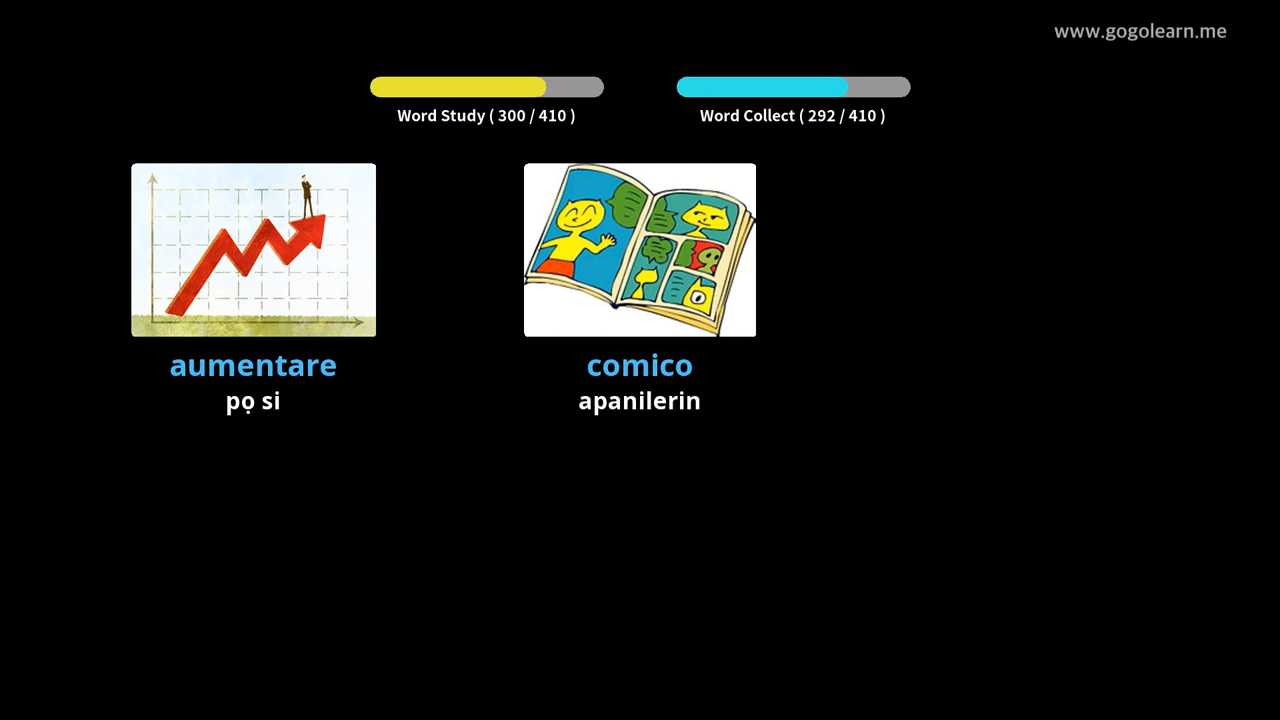 www.gogolearn.me
Word Study ( 300 / 410 )
Word Collect ( 292 / 410 )
aumentare
pọ si
comico
apanilerin